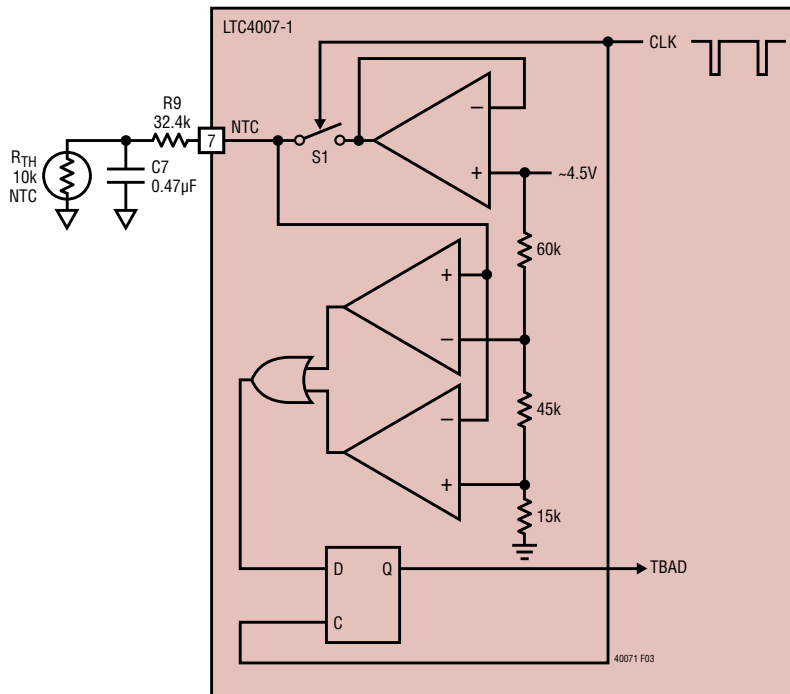 LTC4007-1
CLK
R9
32.4k
7
NTC
S1
RTH
10k
NTC
C7
0.47µF
–
+
~4.5V
60k
+
–
45k
–
+
15k
D
Q
TBAD
C
40071 F03